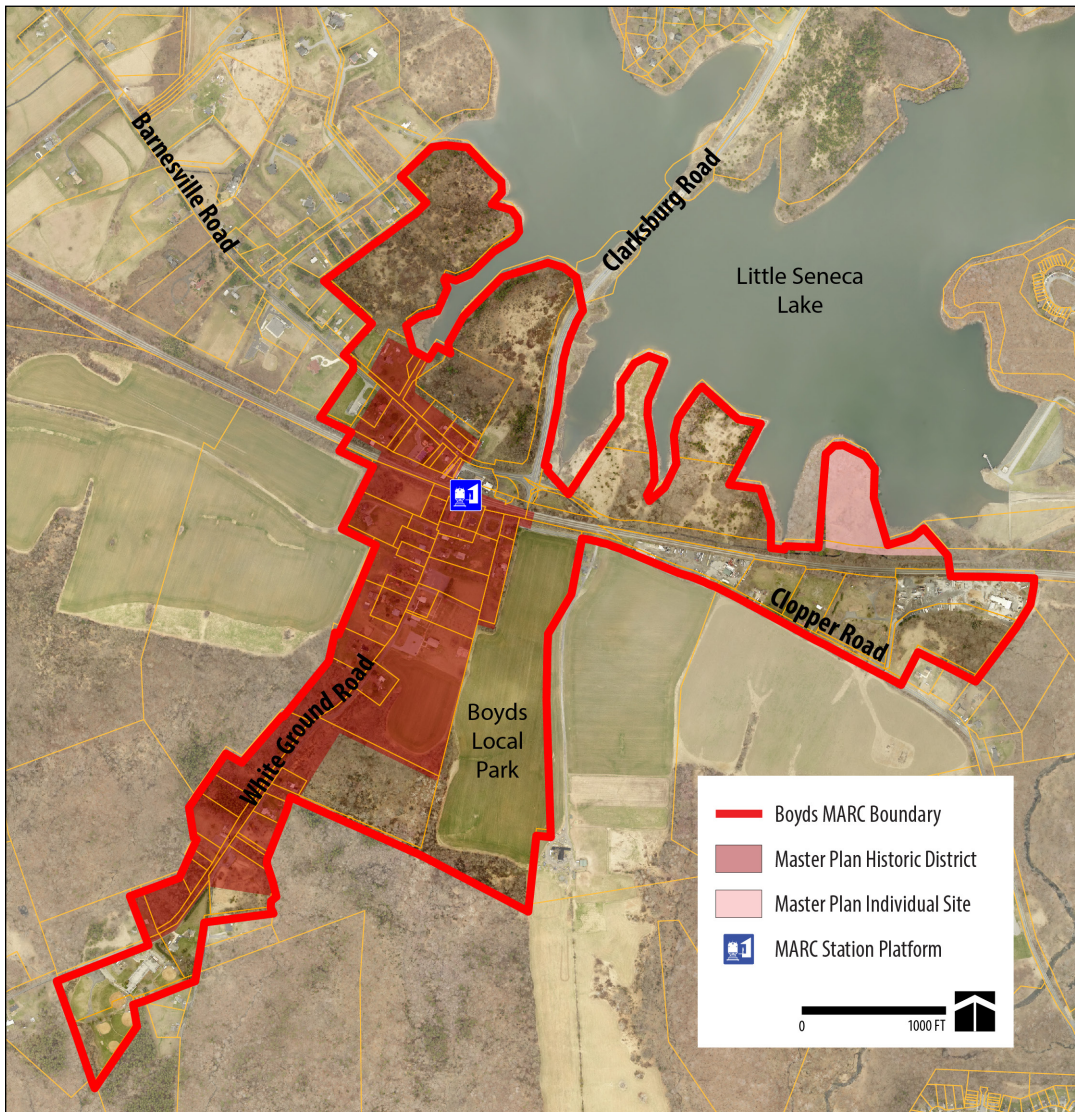 Barnesville Road
Clarksburg Road
Little Seneca
Lake
Clopper Road
White Ground Road
Boyds
Local
Park
Boyds MARC Boundary
Master Plan Historic District
Master Plan Individual Site
MARC Station Platform
0
1000 FT